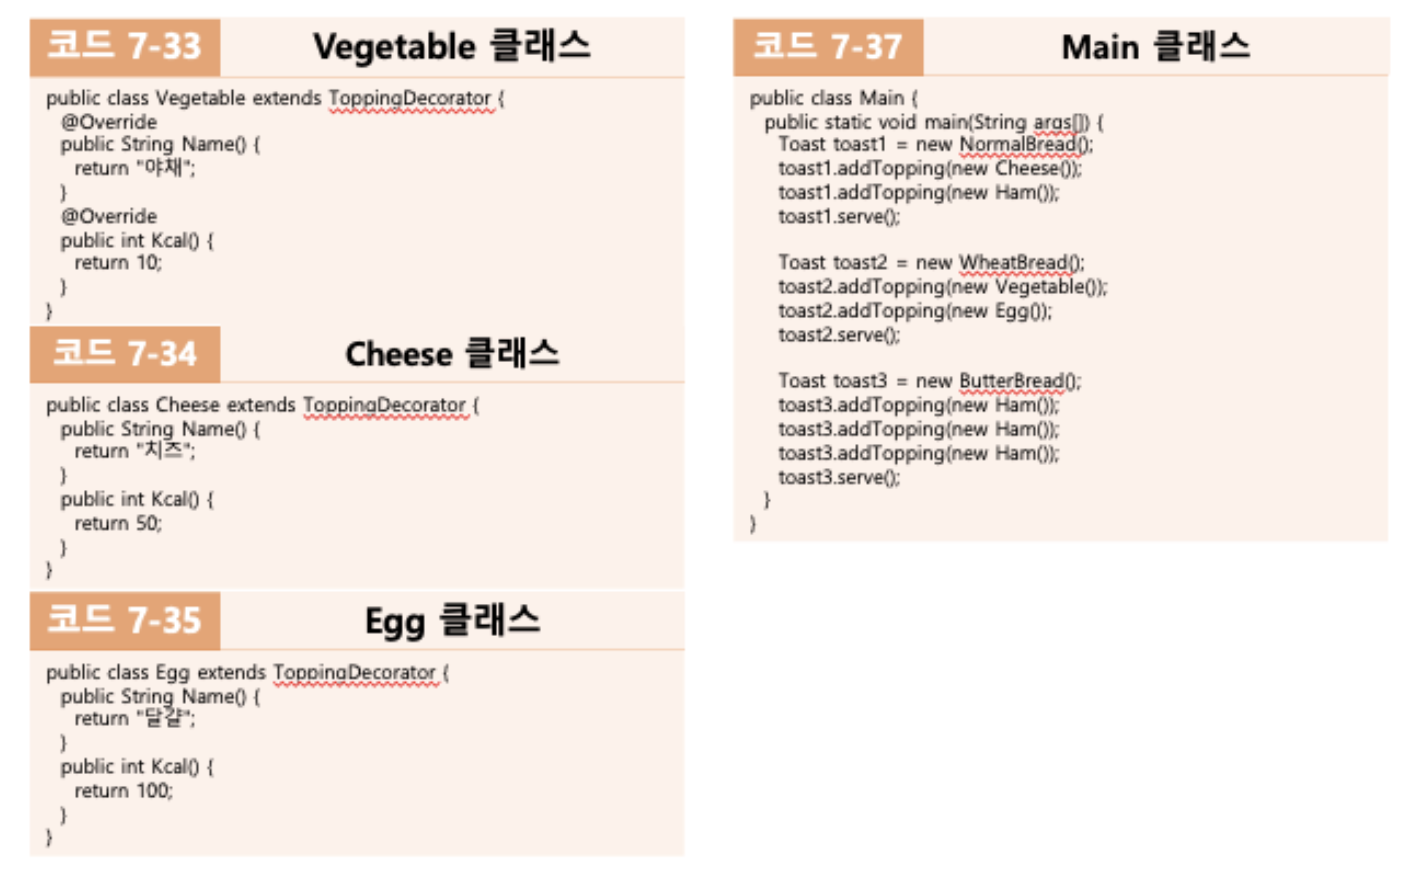 코드 7-33 Vegetable 클래스
public class Vegetable extends ToppingDecorator {
@Override
public String Name() {
return "야채";
}
@Override
public int Kcal() {
return 10;
}
}
코드 7-34 Cheese 클래스
public class Cheese extends ToppingDecorator {
public String Name() {
return "치즈";
}
public int Kcal() {
return 50;
}
}
코드 7-35 Egg 클래스
public class Egg extends ToppingDecorator {
public String Name() {
return "달걀";
}
public int Kcal() {
return 100;
}
}
코드 7-37 Main 클래스
public class Main {
public static void main(String args[]) {
Toast toast1 = new NormalBread();
toast1.addTopping(new Cheese());
toast1.addTopping(new Ham());
toast1.serve();
Toast toast2 = new WheatBread();
toast2.addTopping(new Vegetable());
toast2.addTopping(new Egg());
toast2.serve();
Toast toast3 = new ButterBread();
toast3.addTopping(new Ham());
toast3.addTopping(new Ham());
toast3.addTopping(new Ham());
toast3.serve();
}
}